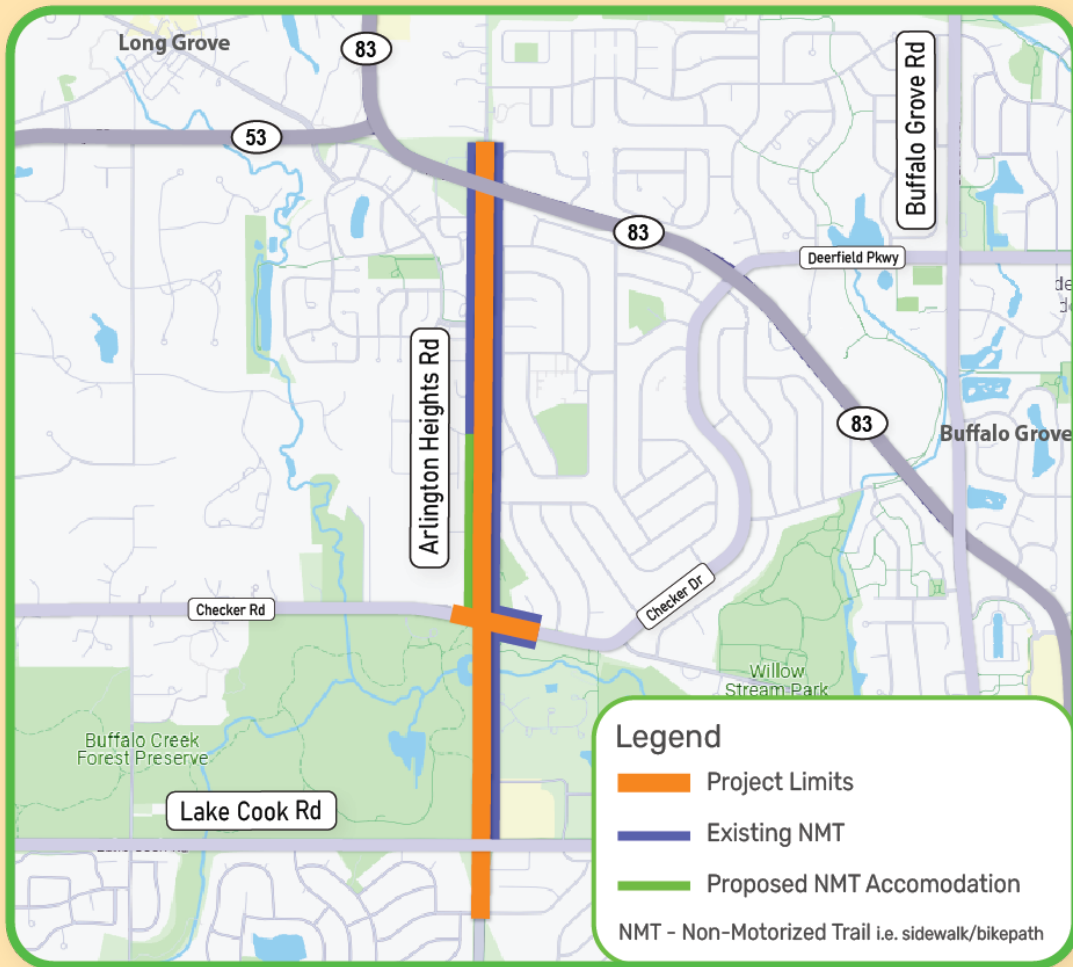 Long Grove
83
Buffalo Grove Rd
53
83
Deerfield Pkwy
Arlington Heights Rd
83
Buffalo Grove
Checker Rd
Checker Dr
Willow
Stream Park
Buffalo Creek
Forest Preserve
Lake Cook Rd
Legend
Project Limits
Existing NMT
Proposed NMT Accomodation
NMT - Non-Motorized Trail i.e. sidewalk/bikepath